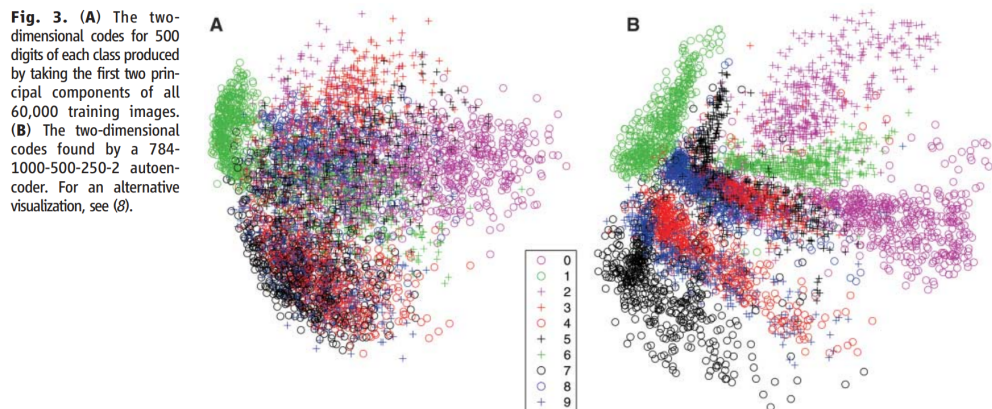 Fig. 3. (A) The two-
dimensional codes for 500
digits of each class produced
by taking the first two prin-
cipal components of all
60,000 training images.
(B) The two-dimensional
codes found by a 784-
1000-500-250-2 autoen-
coder. For an alternative
visualization, see (8).
A
B
0
1
2
3
4
5
6
7
8
9